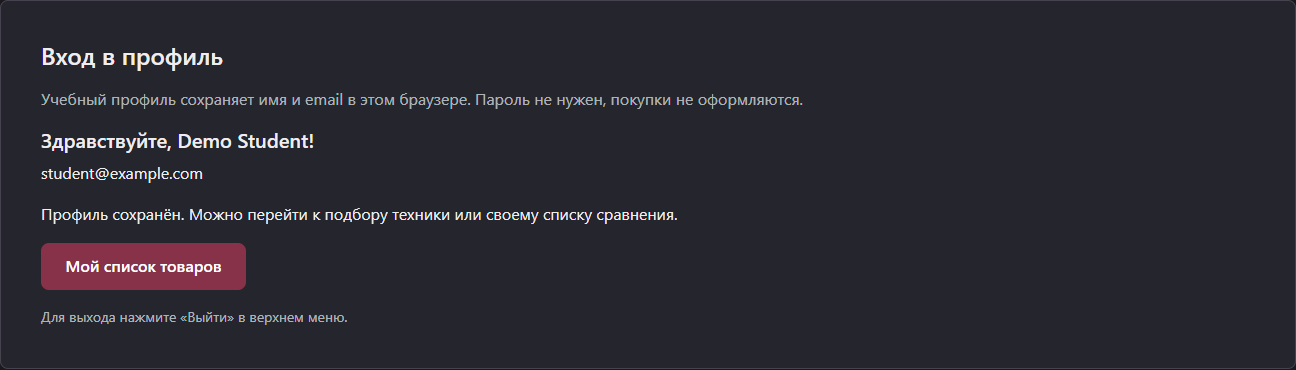 Вход в профиль
Учебный профиль сохраняет имя и email в этом браузере. Пароль не нужен, покупки не оформляются.
Здравствуйте, Demo Student!
student@example.com
Профиль сохранён. Можно перейти к подбору техники или своему списку сравнения.
Мой список товаров
Для выхода нажмите «Выйти» в верхнем меню.